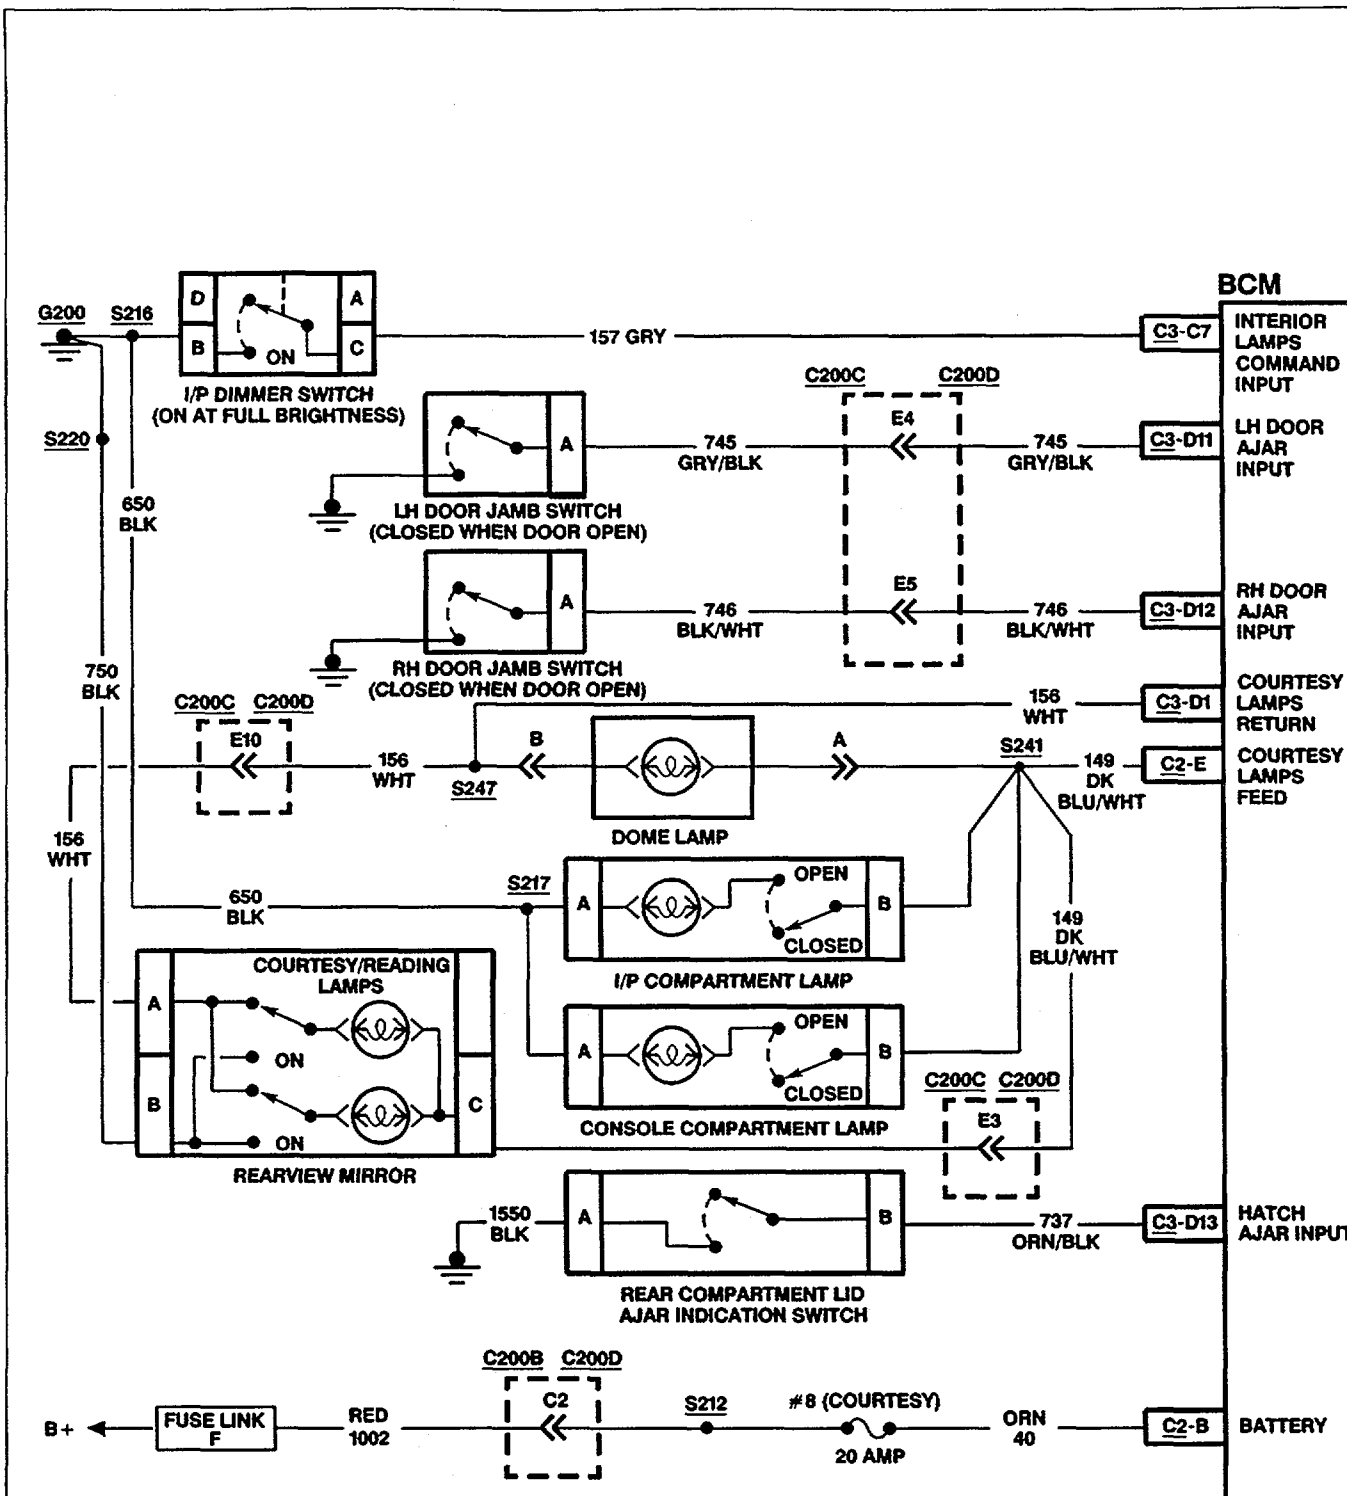 BCM
G200
S216
D
A
B
C
ON
I/P DIMMER SWITCH
(ON AT FULL BRIGHTNESS)
157 GRY
C3-C7
INTERIOR
LAMPS
COMMAND
INPUT
S220
650
BLK
A
LH DOOR JAMB SWITCH
(CLOSED WHEN DOOR OPEN)
745
GRY/BLK
C200C
C200D
E4
745
GRY/BLK
C3-D11
LH DOOR
AJAR
INPUT
A
RH DOOR JAMB SWITCH
(CLOSED WHEN DOOR OPEN)
746
BLK/WHT
E5
746
BLK/WHT
C3-D12
RH DOOR
AJAR
INPUT
750
BLK
C200C
C200D
E10
156
WHT
S247
B
A
DOME LAMP
156
WHT
C3-D1
COURTESY
LAMPS
RETURN
S241
149
DK
BLU/WHT
C2-E
COURTESY
LAMPS
FEED
156
WHT
650
BLK
S217
A
OPEN
CLOSED
B
I/P COMPARTMENT LAMP
149
DK
BLU/WHT
A
B
COURTESY/READING
LAMPS
ON
ON
C
REARVIEW MIRROR
A
OPEN
CLOSED
B
CONSOLE COMPARTMENT LAMP
C200C
C200D
E3
1550
BLK
A
B
REAR COMPARTMENT LID
AJAR INDICATION SWITCH
737
ORN/BLK
C3-D13
HATCH
AJAR INPUT
B+
FUSE LINK
F
RED
1002
C200B
C200D
C2
S212
#8 (COURTESY)
20 AMP
ORN
40
C2-B
BATTERY